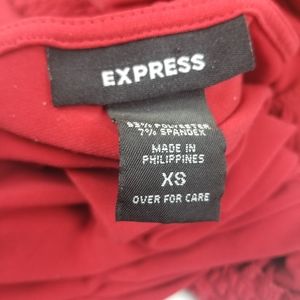 EXPRESS
93% POLYESTER
7% SPANDEX
MADE IN
PHILIPPINES
XS
OVER FOR CARE